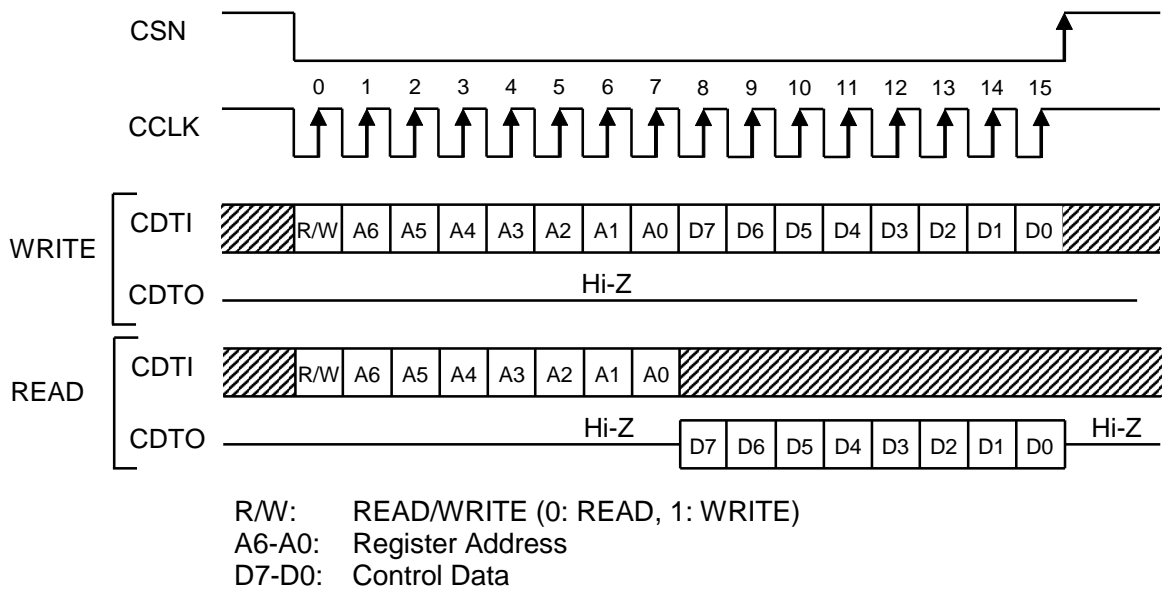 CSN
0 1 2 3 4 5 6 7 8 9 10 11 12 13 14 15
CCLK
WRITE
CDTI R/W A6 A5 A4 A3 A2 A1 A0 D7 D6 D5 D4 D3 D2 D1 D0
Hi-Z
CDTO
READ
CDTI R/W A6 A5 A4 A3 A2 A1 A0
Hi-Z Hi-Z
CDTO D7 D6 D5 D4 D3 D2 D1 D0
R/W: READ/WRITE (0: READ, 1: WRITE)
A6-A0: Register Address
D7-D0: Control Data